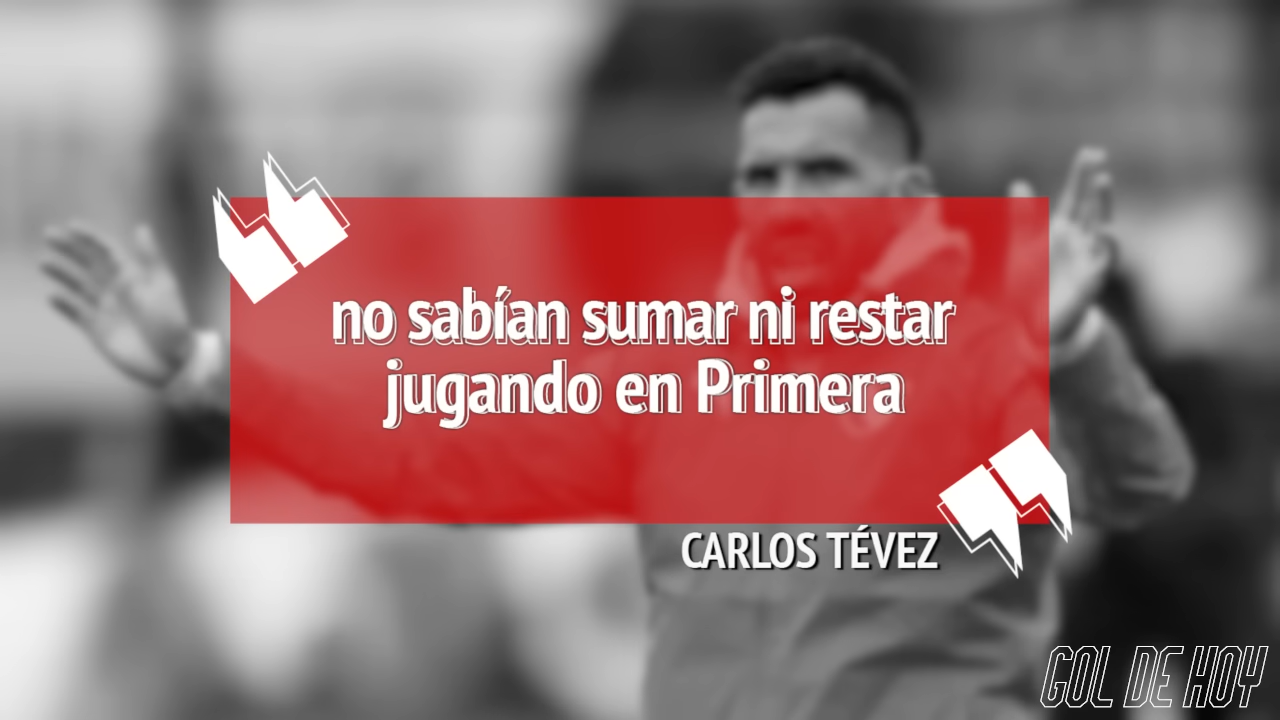 no sabían sumar ni restar
jugando en Primera
CARLOS TÉVEZ
GOL DE HOY